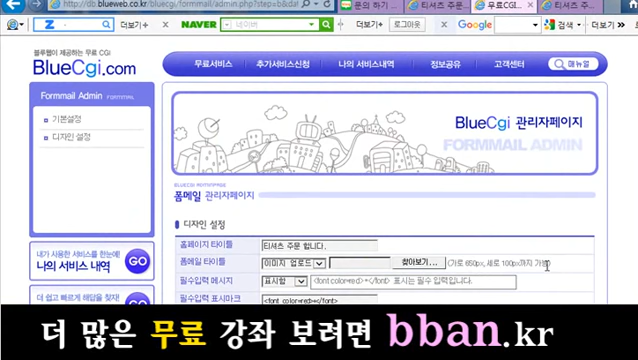 http://db.blueweb.co.kr/bluecgi/formmail/admin.php?step=b&da
문의 하기
티셔츠 주문...
무료CGI...
티셔츠 주문...
더보기
로그아웃
NAVER
더보기
Google
검색
더보기
블루웹이 제공하는 무료 CGI
BlueCgi.com
무료서비스
추가서비스신청
나의 서비스내역
정보공유
고객센터
매뉴얼
Formmail Admin FORMMAIL
기본설정
디자인 설정
BlueCgi 관리자페이지
FORMMAIL ADMIN
BLUECGI ADMINPAGE
폼메일 관리자페이지
디자인 설정
홈페이지 타이틀
티셔츠 주문 합니다.
폼메일 타이틀
이미지 업로드
찾아보기...
(가로 650px, 세로 100px까지 가능)
필수입력 메시지
표시함
<font color=red>*</font> 표시는 필수 입력입니다.
필수입력 표시마크
<font color=red>*</font>
내가 사용한 서비스를 한눈에!
나의 서비스 내역
GO
더 쉽고 빠르게 해답을 찾자!
더 많은 무료 강좌 보려면 bban.kr